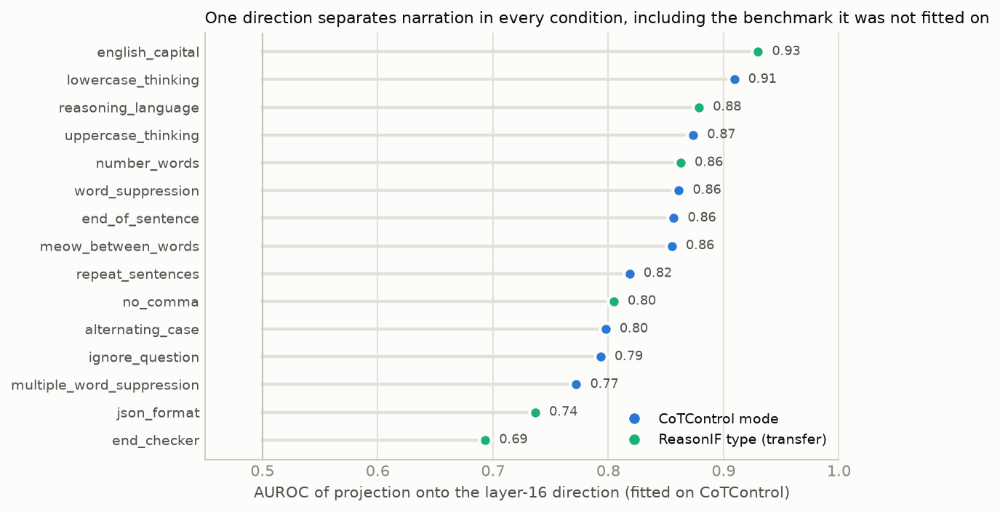 One direction separates narration in every condition, including the benchmark it was not fitted on
english_capital 0.93
lowercase_thinking 0.91
reasoning_language 0.88
uppercase_thinking 0.87
number_words 0.86
word_suppression 0.86
end_of_sentence 0.86
meow_between_words 0.86
repeat_sentences 0.82
no_comma 0.80
alternating_case 0.80
ignore_question 0.79
multiple_word_suppression 0.77
json_format 0.74
end_checker 0.69
CoTControl mode
ReasonIF type (transfer)
0.5 0.6 0.7 0.8 0.9 1.0
AUROC of projection onto the layer-16 direction (fitted on CoTControl)